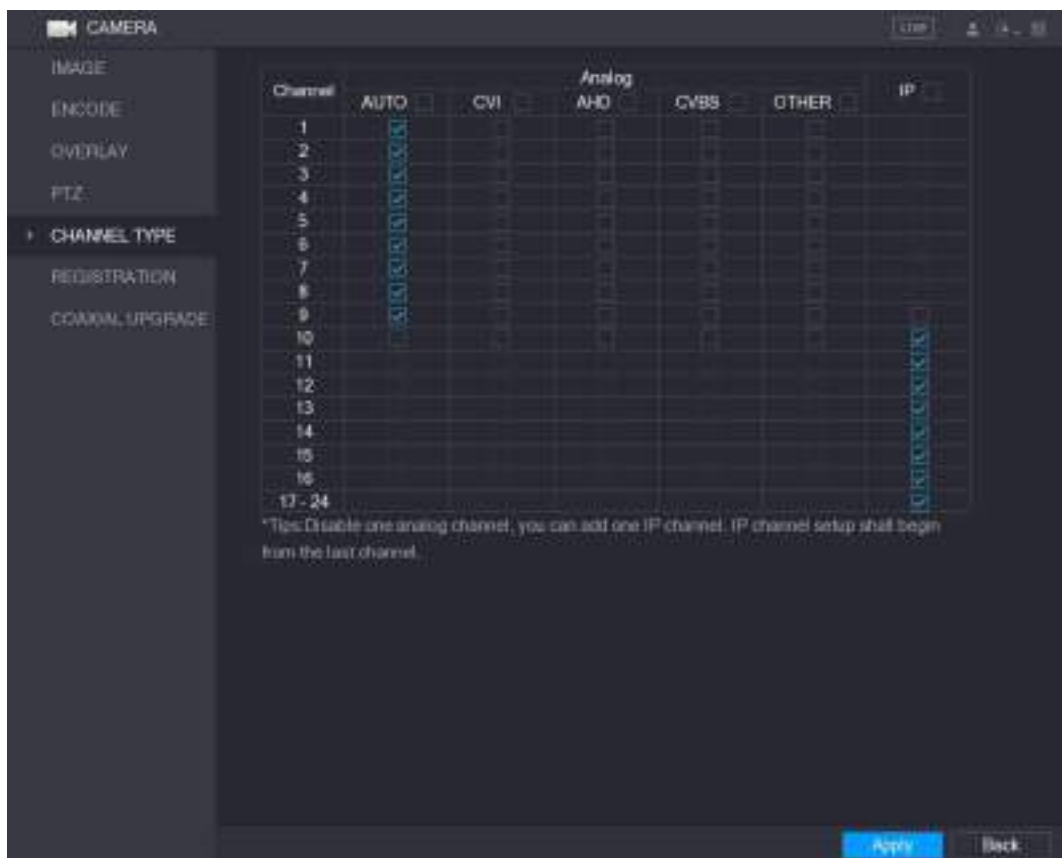 CAMERA
LIVE
IMAGE
ENCODE
OVERLAY
PTZ
CHANNEL TYPE
REGISTRATION
COAXIAL UPGRADE
Analog
Channel IP
AUTO CVI AHD CVBS OTHER
1
2
3
4
5
6
7
8
9
10
11
12
13
14
15
16
17 - 24
*Tips:Disable one analog channel, you can add one IP channel. IP channel setup shall begin
from the last channel.
Apply Back